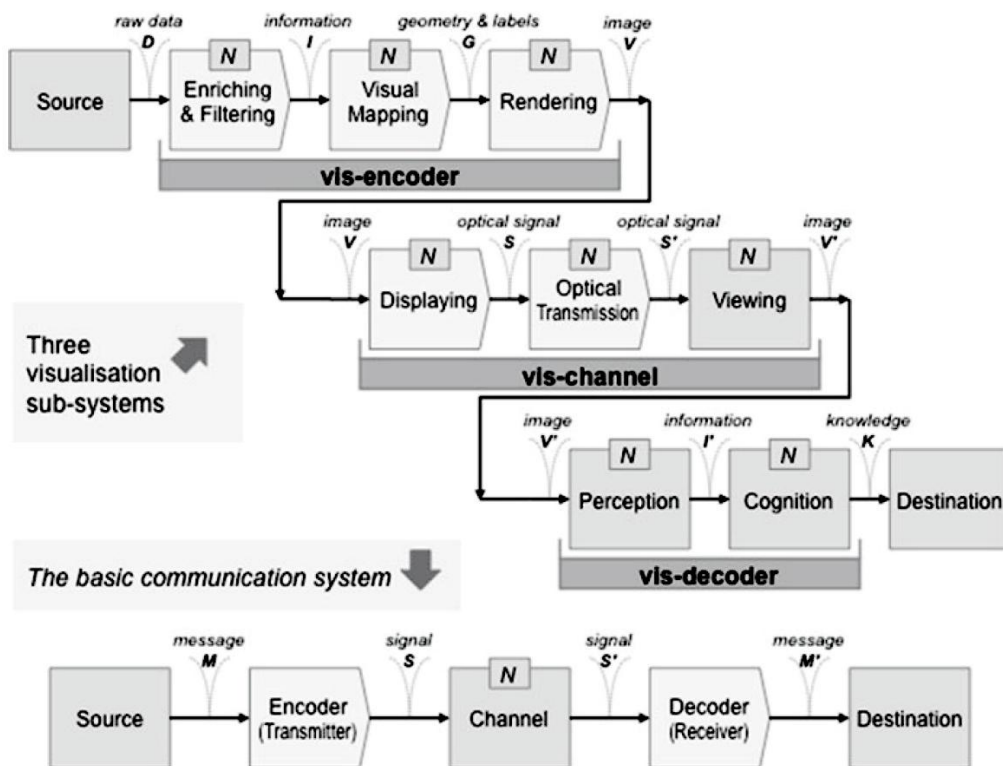 raw data
D
information
I
geometry & labels
G
image
V
Source
N
Enriching
& Filtering
N
Visual
Mapping
N
Rendering
vis-encoder
image
V
optical signal
S
optical signal
S'
image
V'
N
Displaying
N
Optical
Transmission
N
Viewing
vis-channel
Three
visualisation
sub-systems
image
V'
information
I'
knowledge
K
N
Perception
N
Cognition
Destination
vis-decoder
The basic communication system
message
M
signal
S
signal
S'
message
M'
Source
Encoder
(Transmitter)
N
Channel
Decoder
(Receiver)
Destination